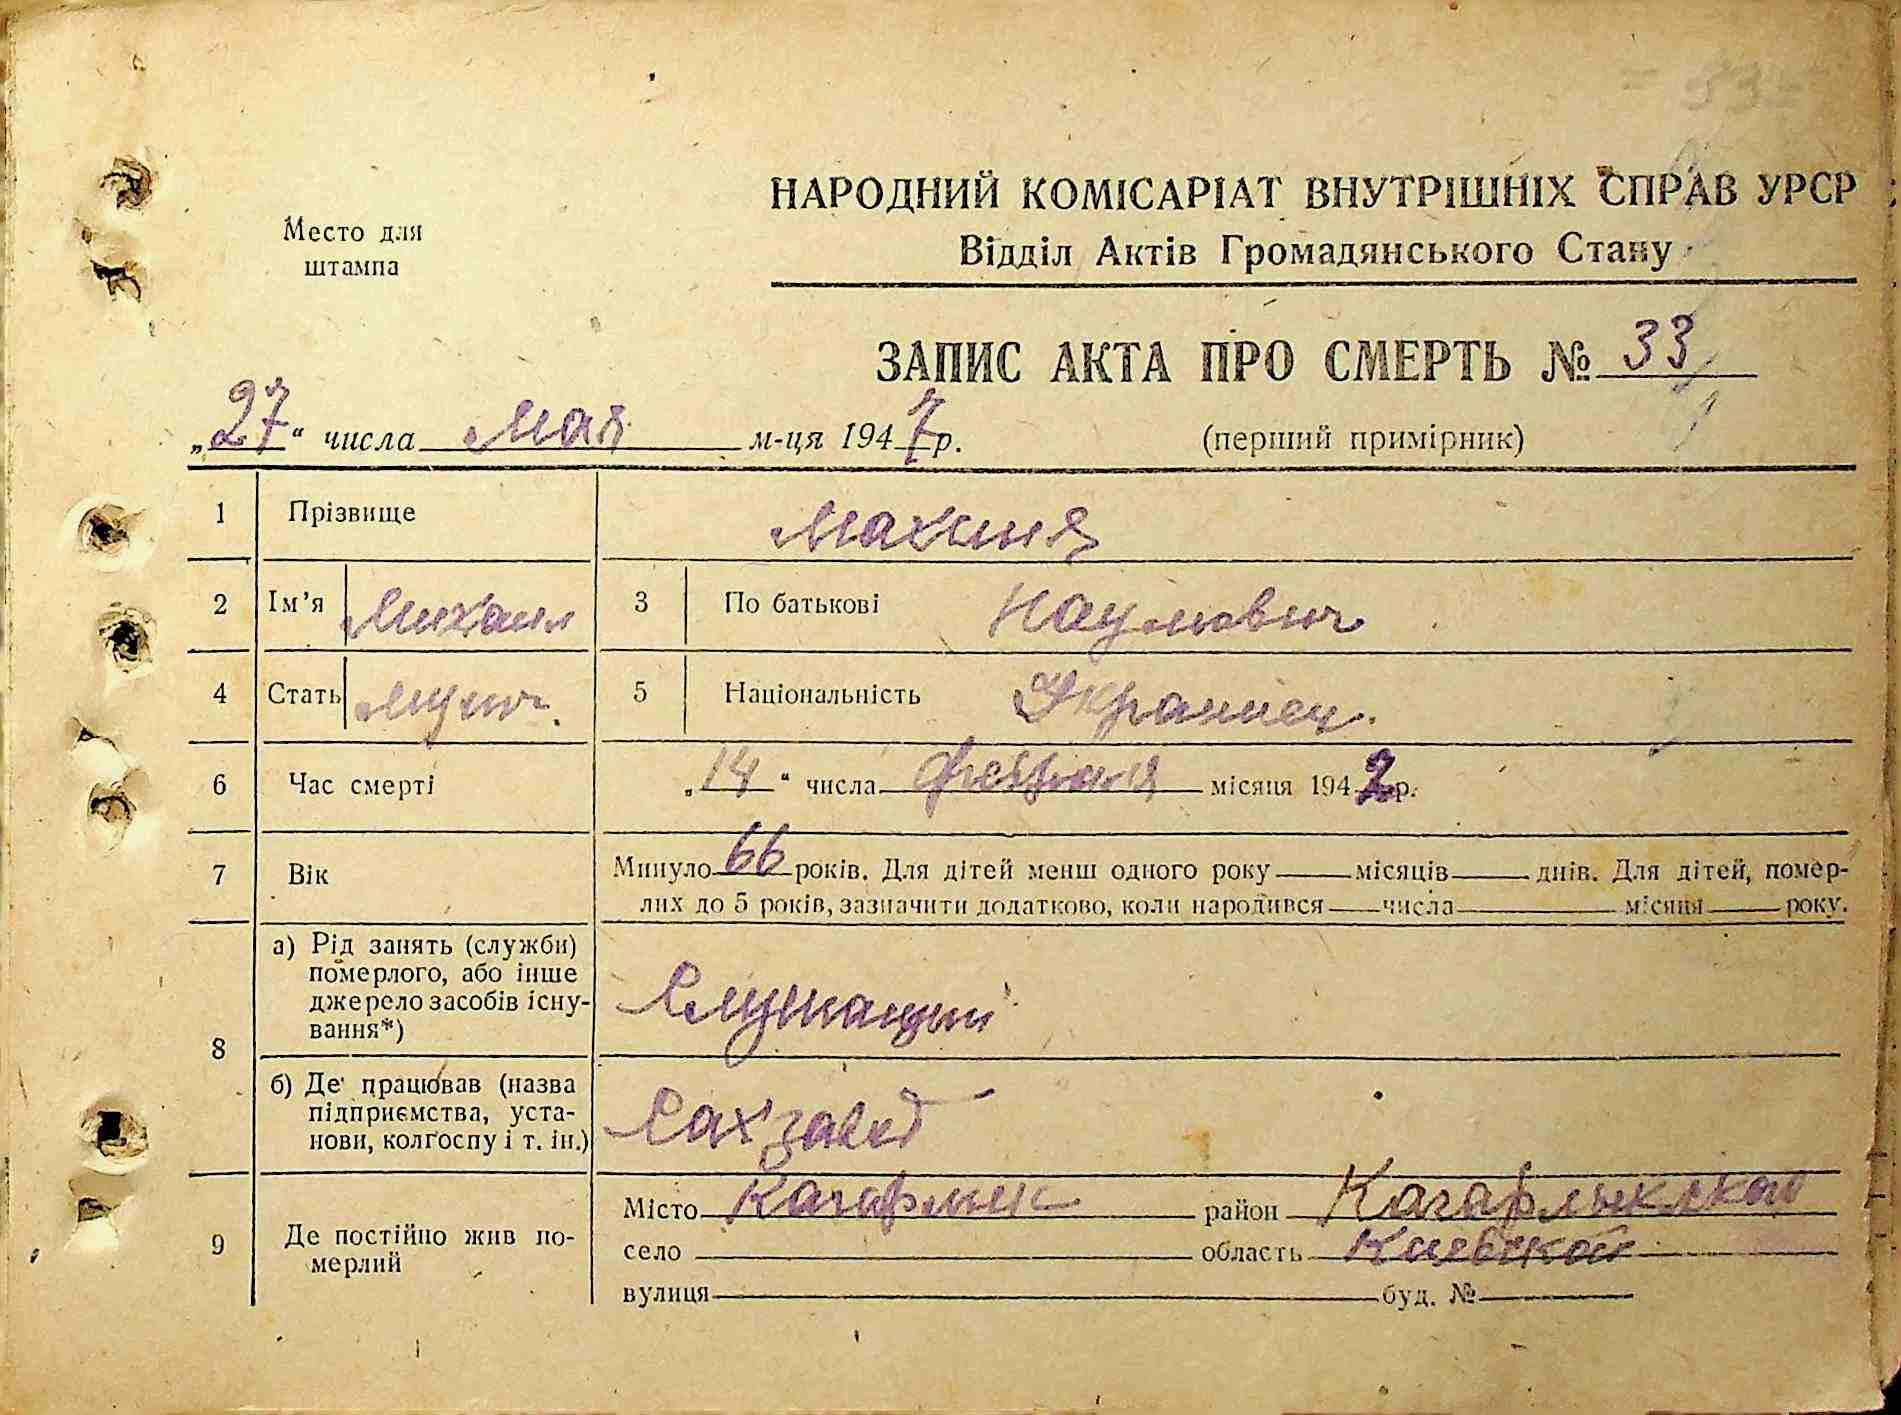 Место для
штампа
НАРОДНИЙ КОМІСАРІАТ ВНУТРІШНІХ СПРАВ УРСР
Відділ Актів Громадянського Стану
ЗАПИС АКТА ПРО СМЕРТЬ № 33
„27“ числа мая м-ця 1947 р.
(перший примірник)
1 Прізвище Махиня
2 Ім’я Михаил 3 По батькові Наумович
4 Стать мужч. 5 Національність Украинец.
6 Час смерті „14“ числа февраля місяця 1942 р.
7 Вік Минуло 66 років. Для дітей менш одного року місяців днів. Для дітей, помер-
лих до 5 років, зазначити додатково, коли народився числа місяця року.
8 а) Рід занять (служби)
померлого, або інше
джерело засобів існу-
вання*)
Служащий
б) Де працював (назва
підприємства, уста-
нови, колгоспу і т. ін.)
Сахзавод
9 Де постійно жив по-
мерлий
Місто Кагарлык район Кагарлыкской
село область Киевской
вулиця буд. №